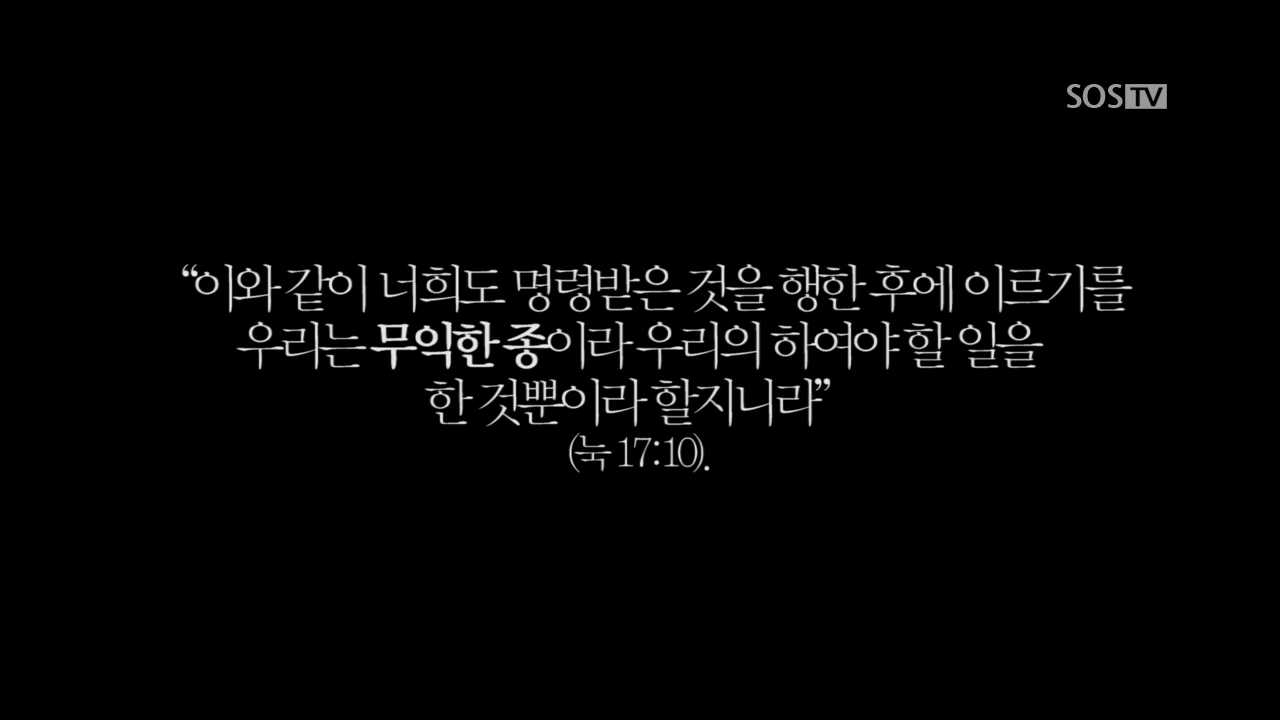 SOSTV
“이와 같이 너희도 명령받은 것을 행한 후에 이르기를
우리는 무익한 종이라 우리의 하여야 할 일을
한 것뿐이라 할지니라”
(눅 17:10).